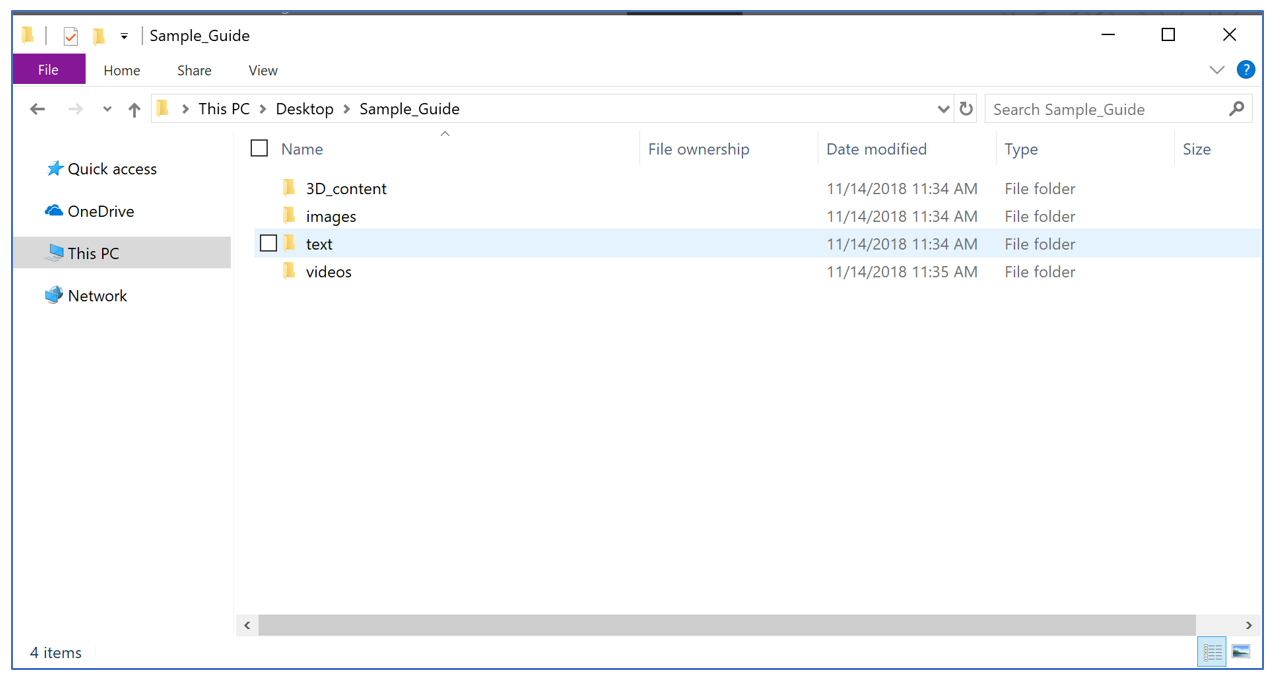 Sample_Guide
File Home Share View
This PC Desktop Sample_Guide Search Sample_Guide
Name File ownership Date modified Type Size
Quick access
OneDrive
This PC
Network
3D_content 11/14/2018 11:34 AM File folder
images 11/14/2018 11:34 AM File folder
text 11/14/2018 11:34 AM File folder
videos 11/14/2018 11:35 AM File folder
4 items